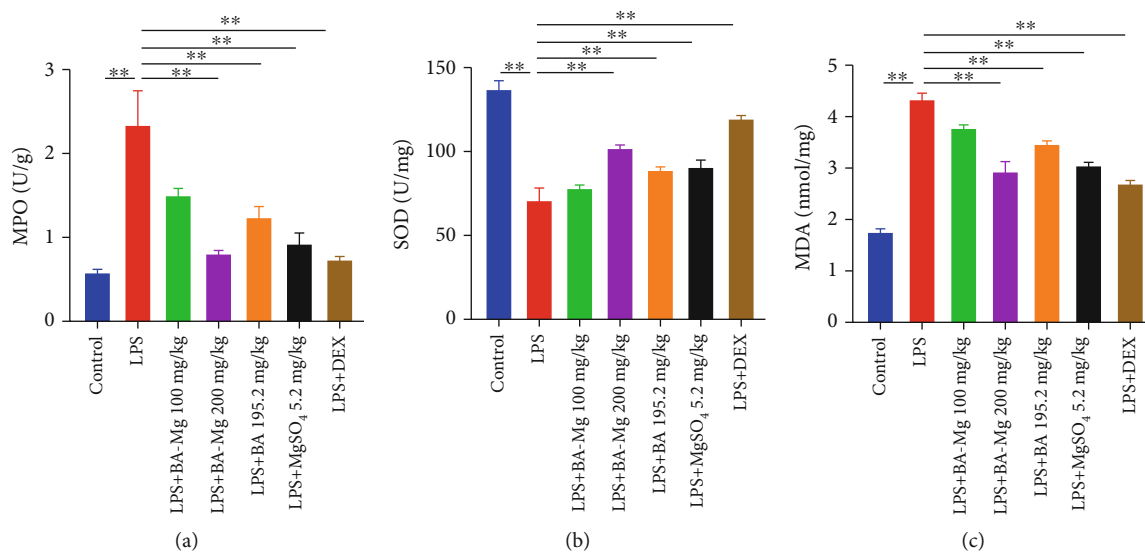 **
**
**
**
**
MPO (U/g)
3
2
1
0
Control
LPS
LPS+BA-Mg 100 mg/kg
LPS+BA-Mg 200 mg/kg
LPS+BA 195.2 mg/kg
LPS+MgSO₄ 5.2 mg/kg
LPS+DEX
(a)
**
**
**
**
**
SOD (U/mg)
150
100
50
0
Control
LPS
LPS+BA-Mg 100 mg/kg
LPS+BA-Mg 200 mg/kg
LPS+BA 195.2 mg/kg
LPS+MgSO₄ 5.2 mg/kg
LPS+DEX
(b)
**
**
**
**
**
MDA (nmol/mg)
5
4
3
2
1
0
Control
LPS
LPS+BA-Mg 100 mg/kg
LPS+BA-Mg 200 mg/kg
LPS+BA 195.2 mg/kg
LPS+MgSO₄ 5.2 mg/kg
LPS+DEX
(c)